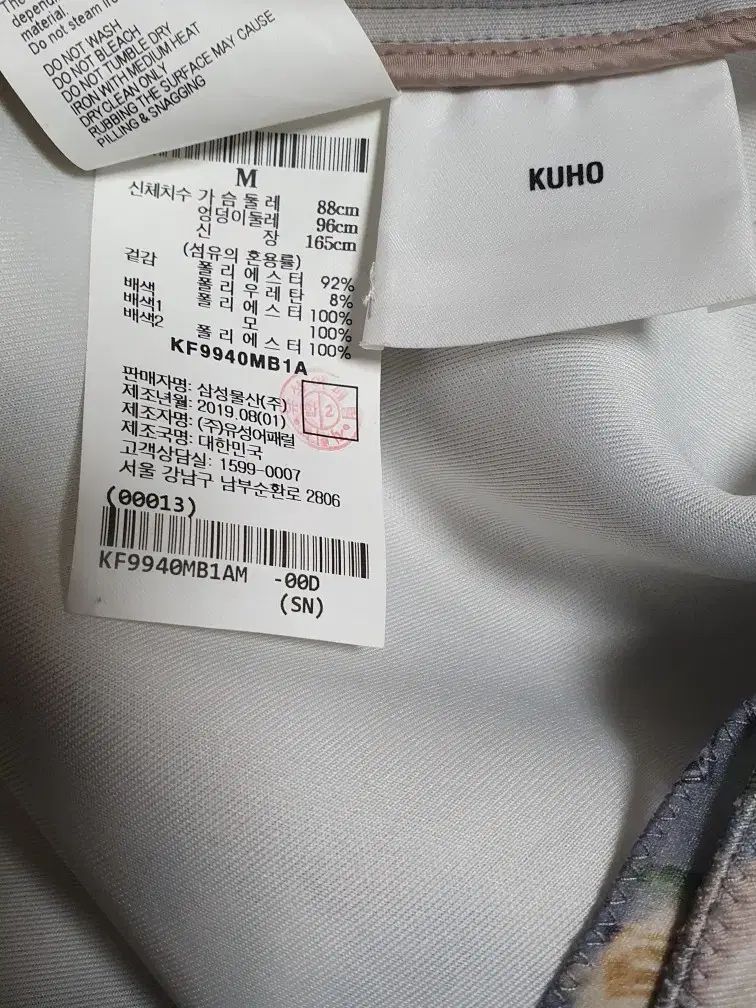 The
depend
material.
Do not steam iro
DO NOT WASH
DO NOT BLEACH
DO NOT TUMBLE DRY
IRON WITH MEDIUM HEAT
DRY CLEAN ONLY
RUBBING THE SURFACE MAY CAUSE
PILLING & SNAGGING
KUHO
M
신체치수 가 슴 둘 레 88cm
엉덩이둘레 96cm
신 장 165cm
(섬유의 혼용률)
겉감 폴 리 에 스 터 92%
폴 리 우 레 탄 8%
배색 폴 리 에 스 터 100%
배색1 모 100%
배색2 폴 리 에 스 터 100%
KF9940MB1A
판매자명: 삼성물산(주)
제조년월: 2019.08(01)
제조자명: (주)유성어패럴
제조국명: 대한민국
고객상담실: 1599-0007
서울 강남구 남부순환로 2806
(00013)
KF9940MB1AM -00D
(SN)